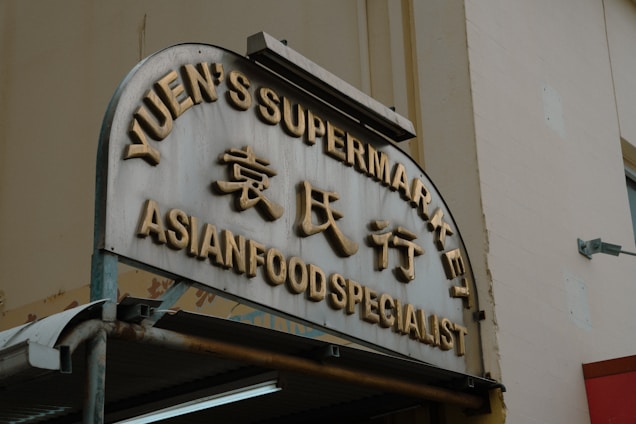 YUEN'S SUPERMARKET
袁氏行
ASIAN FOOD SPECIALIST